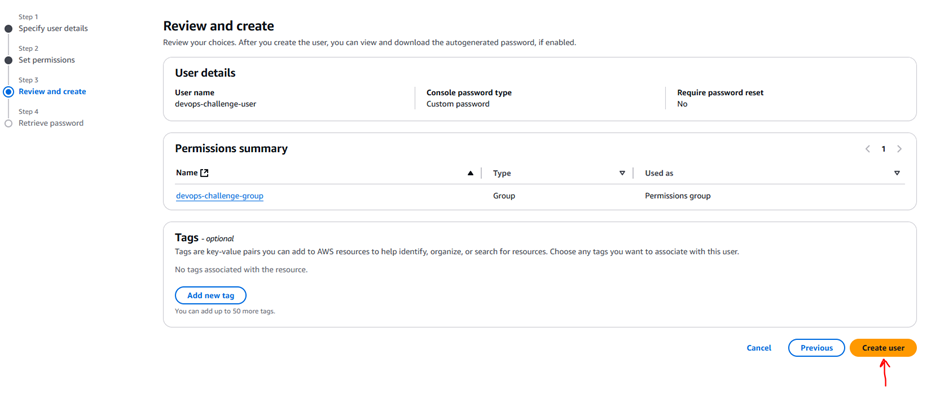 Step 1
Specify user details
Step 2
Set permissions
Step 3
Review and create
Step 4
Retrieve password
Review and create
Review your choices. After you create the user, you can view and download the autogenerated password, if enabled.
User details
User name
devops-challenge-user
Console password type
Custom password
Require password reset
No
Permissions summary
1
Name
Type
Used as
devops-challenge-group
Group
Permissions group
Tags - optional
Tags are key-value pairs you can add to AWS resources to help identify, organize, or search for resources. Choose any tags you want to associate with this user.
No tags associated with the resource.
Add new tag
You can add up to 50 more tags.
Cancel
Previous
Create user